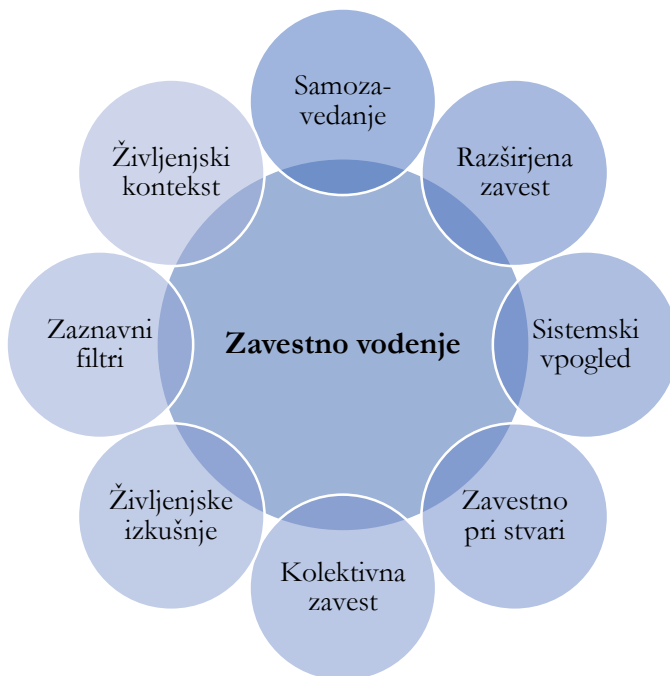 Samoza-
vedanje
Razširjena
zavest
Sistemski
vpogled
Zavestno
pri stvari
Kolektivna
zavest
Življenjske
izkušnje
Zaznavni
filtri
Življenjski
kontekst
Zavestno vodenje